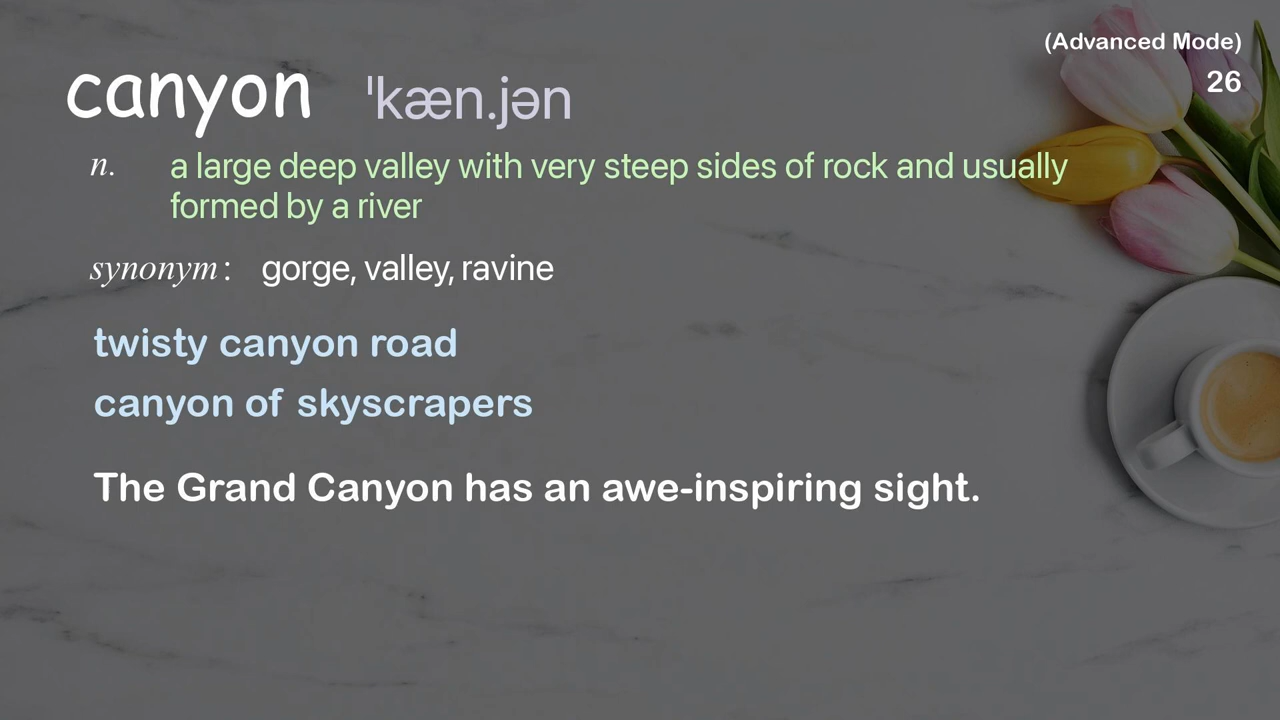 (Advanced Mode)
26
canyon ˈkæn.jən
n. a large deep valley with very steep sides of rock and usually
formed by a river
synonym: gorge, valley, ravine
twisty canyon road
canyon of skyscrapers
The Grand Canyon has an awe-inspiring sight.